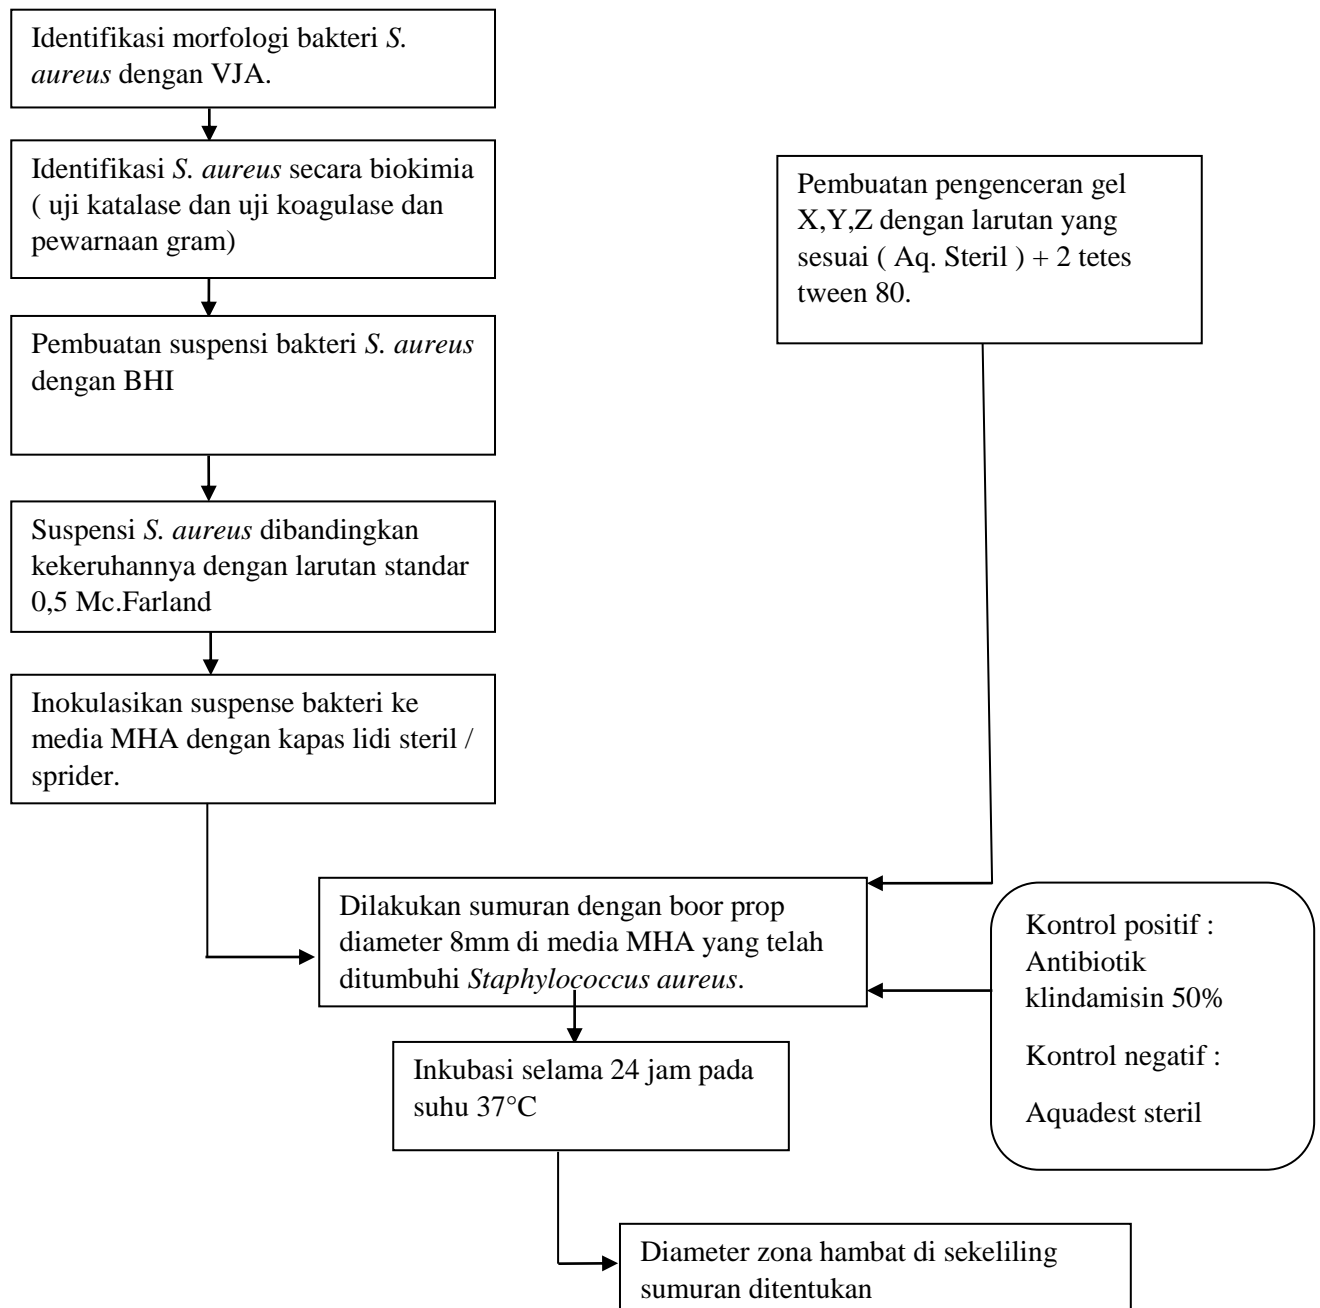 Identifikasi morfologi bakteri S.
aureus dengan VJA.
Identifikasi S. aureus secara biokimia
( uji katalase dan uji koagulase dan
pewarnaan gram)
Pembuatan suspensi bakteri S. aureus
dengan BHI
Suspensi S. aureus dibandingkan
kekeruhannya dengan larutan standar
0,5 Mc.Farland
Inokulasikan suspense bakteri ke
media MHA dengan kapas lidi steril /
sprider.
Pembuatan pengenceran gel
X,Y,Z dengan larutan yang
sesuai ( Aq. Steril ) + 2 tetes
tween 80.
Dilakukan sumuran dengan boor prop
diameter 8mm di media MHA yang telah
ditumbuhi Staphylococcus aureus.
Kontrol positif :
Antibiotik
klindamisin 50%
Kontrol negatif :
Aquadest steril
Inkubasi selama 24 jam pada
suhu 37°C
Diameter zona hambat di sekeliling
sumuran ditentukan